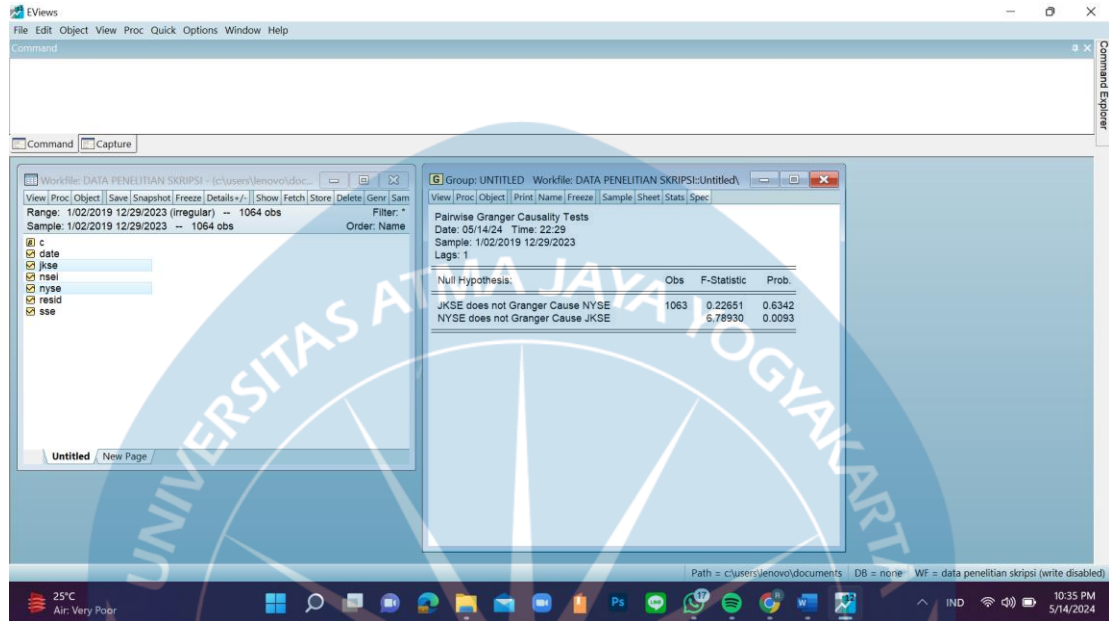 EViews
File Edit Object View Proc Quick Options Window Help
Command
Command Explorer
Command Capture
Workfile: DATA PENELITIAN SKRIPSI - (c:\users\lenovo\doc...
View Proc Object Save Snapshot Freeze Details+/- Show Fetch Store Delete Genr Sam
Range: 1/02/2019 12/29/2023 (irregular) -- 1064 obs Filter: *
Sample: 1/02/2019 12/29/2023 -- 1064 obs Order: Name
c
date
jkse
nsei
nyse
resid
sse
Untitled New Page
G Group: UNTITLED Workfile: DATA PENELITIAN SKRIPSI::Untitled\
View Proc Object Print Name Freeze Sample Sheet Stats Spec
Pairwise Granger Causality Tests
Date: 05/14/24 Time: 22:29
Sample: 1/02/2019 12/29/2023
Lags: 1
Null Hypothesis: Obs F-Statistic Prob.
JKSE does not Granger Cause NYSE 1063 0.22651 0.6342
NYSE does not Granger Cause JKSE 6.78930 0.0093
UNIVERSITAS ATMA JAYA YOGYAKARTA
Path = c:\users\lenovo\documents DB = none WF = data penelitian skripsi (write disabled)
25°C
Air: Very Poor
Ps
LINE
17
W
12
IND
10:35 PM
5/14/2024